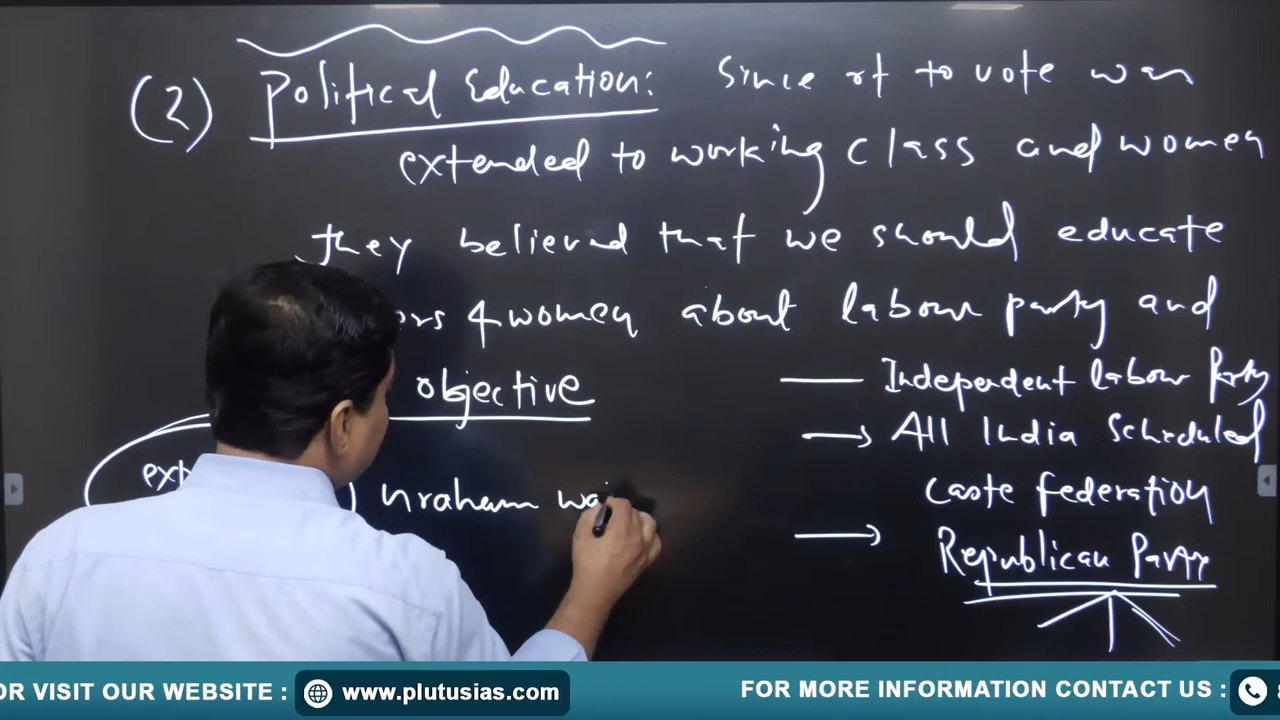 (2) Political Education: Since rt to vote was
extended to working class and women
they believed that we should educate
ors & women about labour party and
objective
Independent labour Party
→ All India Scheduled
Caste federation
→ Republican Party
Graham wa
OR VISIT OUR WEBSITE : www.plutusias.com FOR MORE INFORMATION CONTACT US :